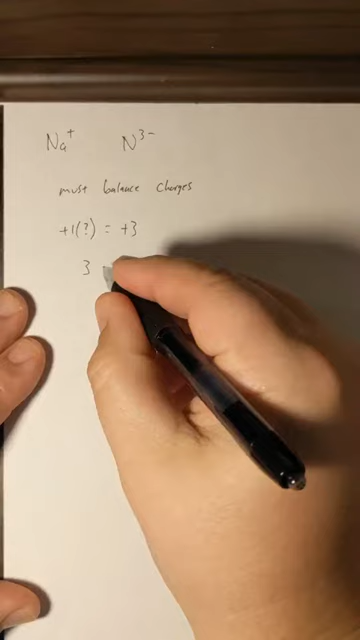 Na⁺ N³⁻
must balance charges
+1(?) = +3
3